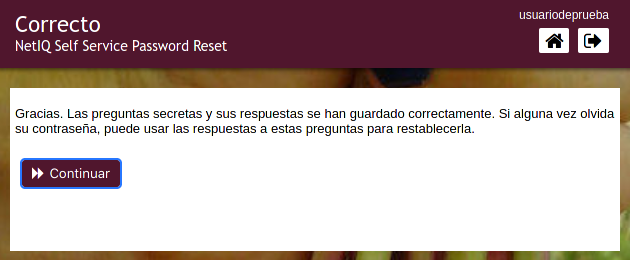 Correcto
NetIQ Self Service Password Reset
usuariodeprueba
Gracias. Las preguntas secretas y sus respuestas se han guardado correctamente. Si alguna vez olvida
su contraseña, puede usar las respuestas a estas preguntas para restablecerla.
Continuar